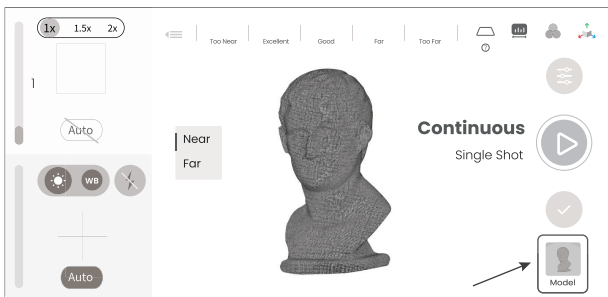 1x 1.5x 2x
Too Near Excellent Good Far Too Far
?
1
Auto
Near
Far
Continuous
Single Shot
WB
Auto
Model